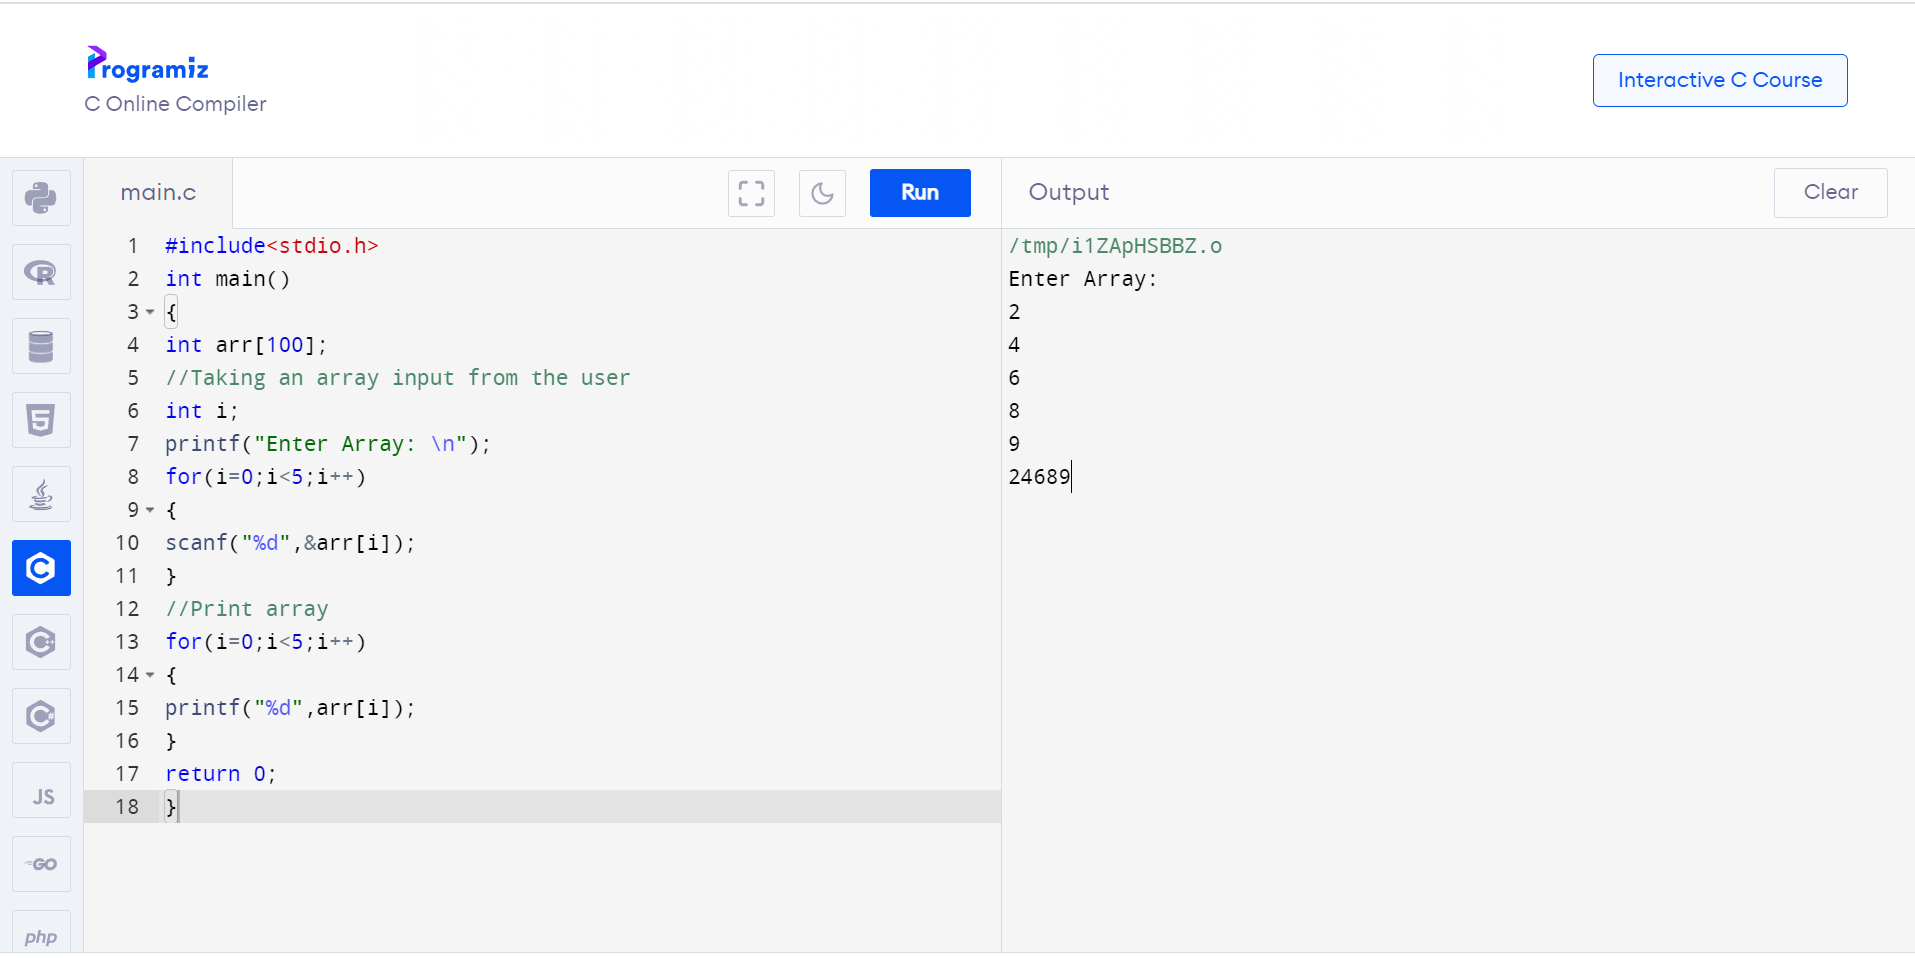 Programiz
C Online Compiler
Interactive C Course
main.c
Run
Output
Clear
1 #include<stdio.h>
2 int main()
3 {
4 int arr[100];
5 //Taking an array input from the user
6 int i;
7 printf("Enter Array: \n");
8 for(i=0;i<5;i++)
9 {
10 scanf("%d",&arr[i]);
11 }
12 //Print array
13 for(i=0;i<5;i++)
14 {
15 printf("%d",arr[i]);
16 }
17 return 0;
18 }
/tmp/i1ZApHSBBZ.o
Enter Array:
2
4
6
8
9
24689
R
5
C
C++
C#
JS
GO
php